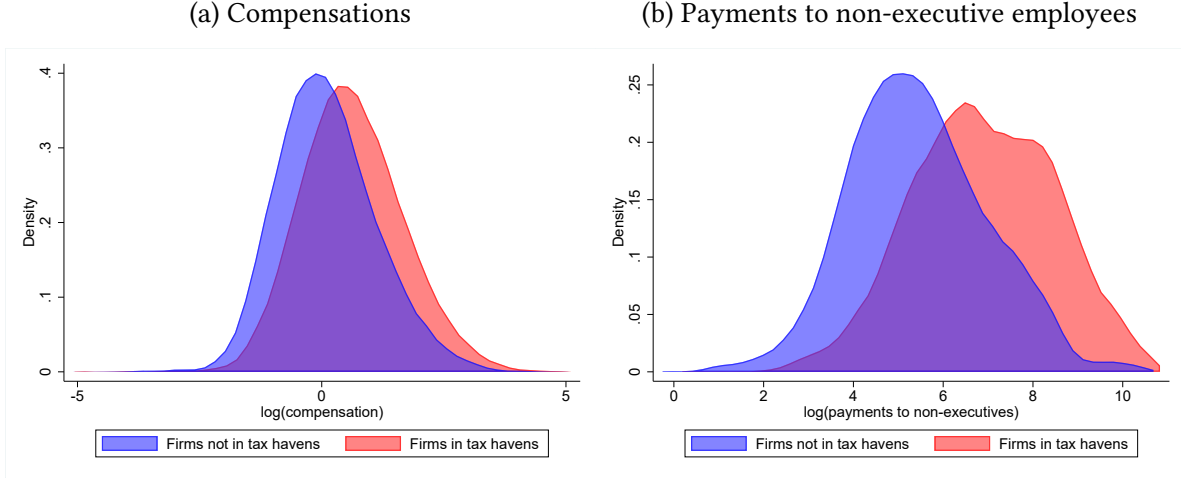 (a) Compensations
Density
.4
.3
.2
.1
0
-5 0 5
log(compensation)
Firms not in tax havens Firms in tax havens
(b) Payments to non-executive employees
Density
.25
.2
.15
.1
.05
0
0 2 4 6 8 10
log(payments to non-executives)
Firms not in tax havens Firms in tax havens